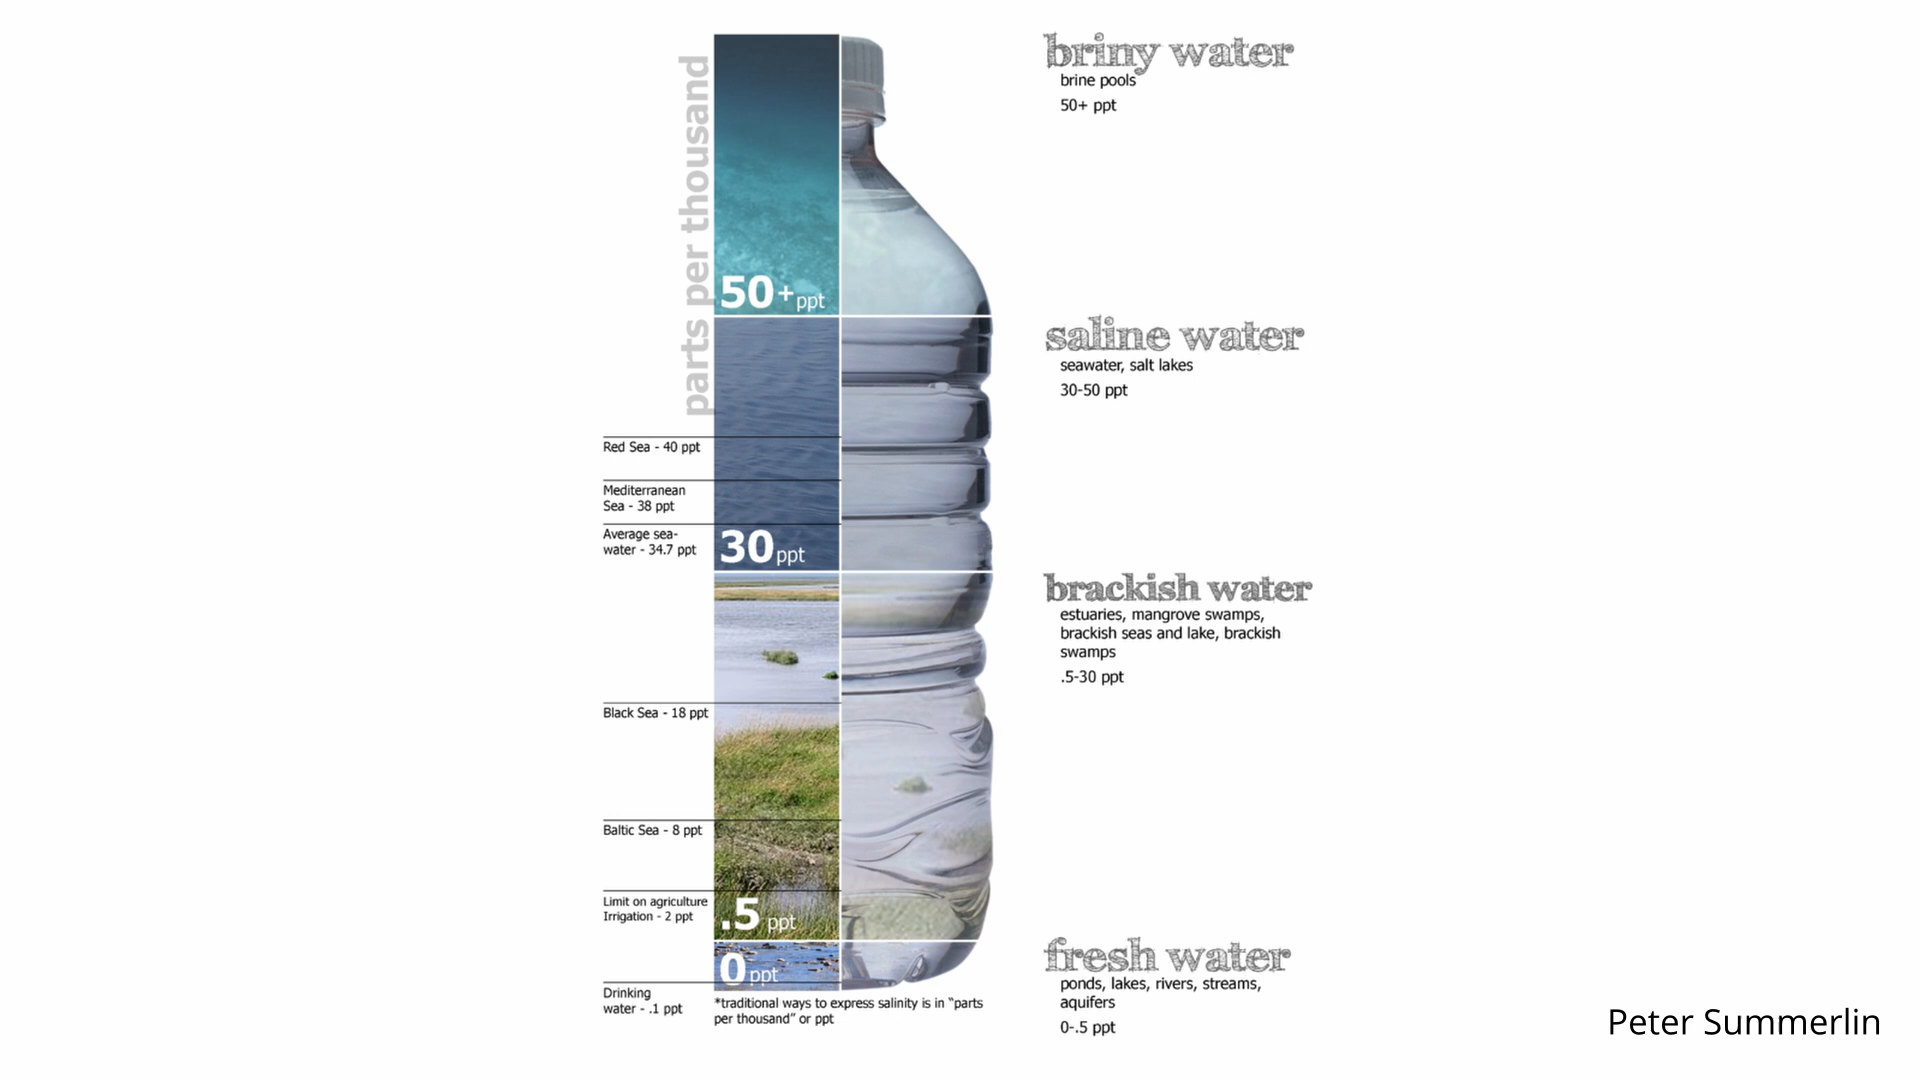 parts per thousand
50+ppt
30ppt
.5 ppt
0ppt
Red Sea - 40 ppt
Mediterranean
Sea - 38 ppt
Average sea-
water - 34.7 ppt
Black Sea - 18 ppt
Baltic Sea - 8 ppt
Limit on agriculture
Irrigation - 2 ppt
Drinking
water - .1 ppt
*traditional ways to express salinity is in “parts
per thousand” or ppt
briny water
brine pools
50+ ppt
saline water
seawater, salt lakes
30-50 ppt
brackish water
estuaries, mangrove swamps,
brackish seas and lake, brackish
swamps
.5-30 ppt
fresh water
ponds, lakes, rivers, streams,
aquifers
0-.5 ppt
Peter Summerlin